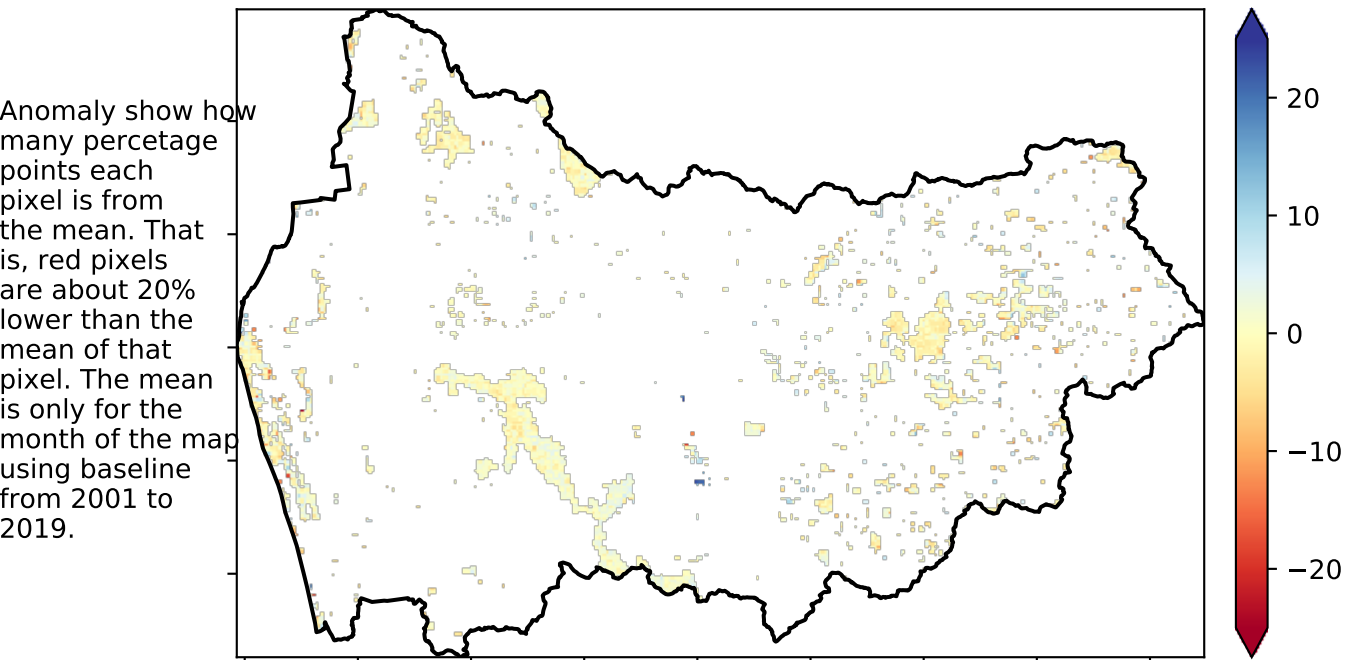 Anomaly show how
many percetage
points each
pixel is from
the mean. That
is, red pixels
are about 20%
lower than the
mean of that
pixel. The mean
is only for the
month of the map
using baseline
from 2001 to
2019.
20
10
0
−10
−20